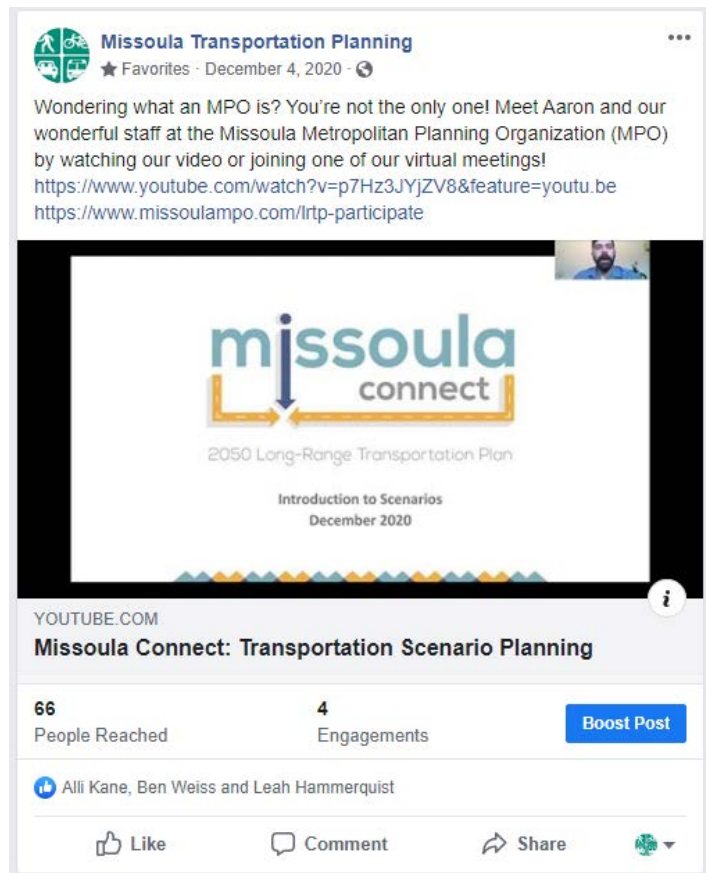 Missoula Transportation Planning
Favorites · December 4, 2020 ·
Wondering what an MPO is? You're not the only one! Meet Aaron and our
wonderful staff at the Missoula Metropolitan Planning Organization (MPO)
by watching our video or joining one of our virtual meetings!
https://www.youtube.com/watch?v=p7Hz3JYjZV8&feature=youtu.be
https://www.missoulampo.com/lrtp-participate
missoula
connect
2050 Long-Range Transportation Plan
Introduction to Scenarios
December 2020
i
YOUTUBE.COM
Missoula Connect: Transportation Scenario Planning
66
People Reached
4
Engagements
Boost Post
Alli Kane, Ben Weiss and Leah Hammerquist
Like
Comment
Share